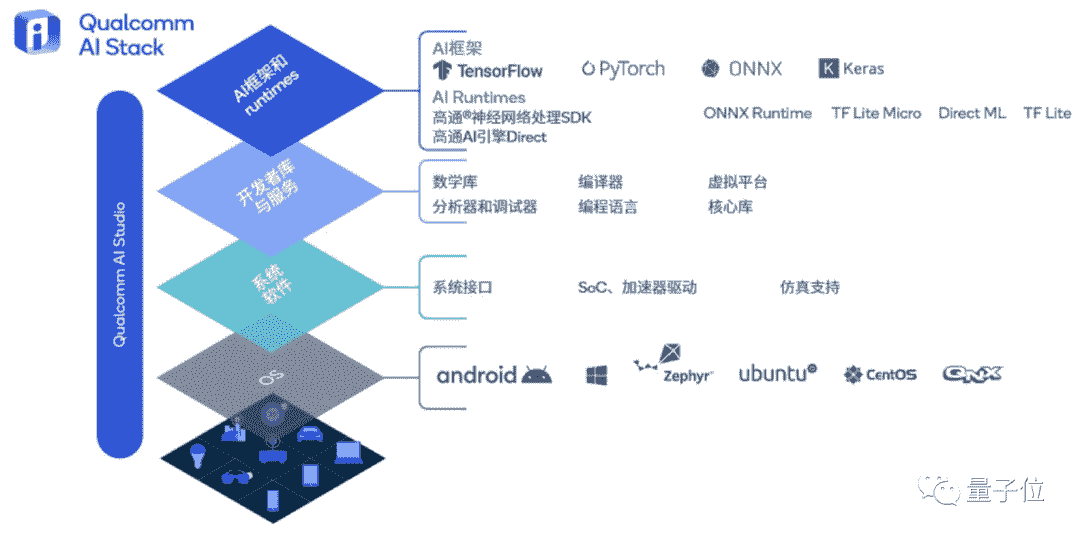 Qualcomm
AI Stack
Qualcomm AI Studio
AI框架和
runtimes
AI框架
TensorFlow
PyTorch
ONNX
Keras
AI Runtimes
高通®神经网络处理SDK
高通AI引擎Direct
ONNX Runtime
TF Lite Micro
Direct ML
TF Lite
开发者库
与服务
数学库
编译器
虚拟平台
分析器和调试器
编程语言
核心库
系统
软件
系统接口
SoC、加速器驱动
仿真支持
OS
android
Zephyr™
ubuntu®
CentOS
QNX
量子位